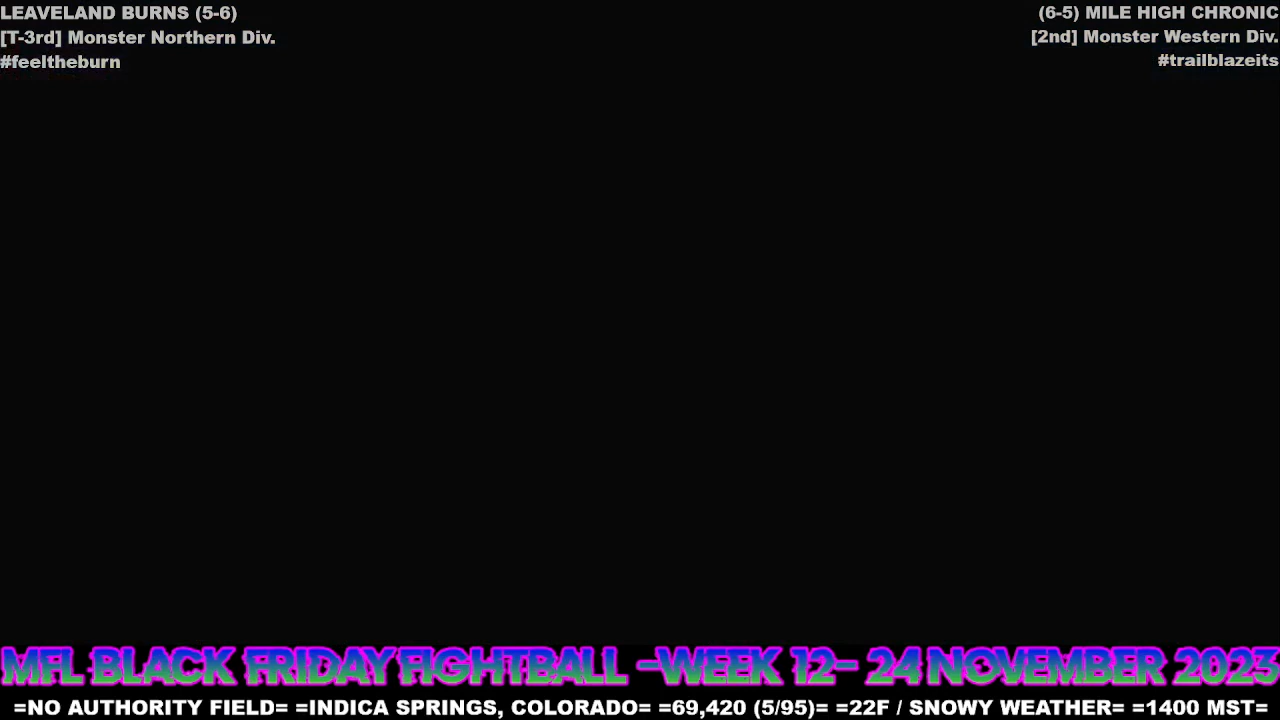 LEAVELAND BURNS (5-6)
[T-3rd] Monster Northern Div.
#feeltheburn
(6-5) MILE HIGH CHRONIC
[2nd] Monster Western Div.
#trailblazeits
MFL BLACK FRIDAY FIGHTBALL -WEEK 12- 24 NOVEMBER 2023
=NO AUTHORITY FIELD= =INDICA SPRINGS, COLORADO= =69,420 (5/95)= =22F / SNOWY WEATHER= =1400 MST=